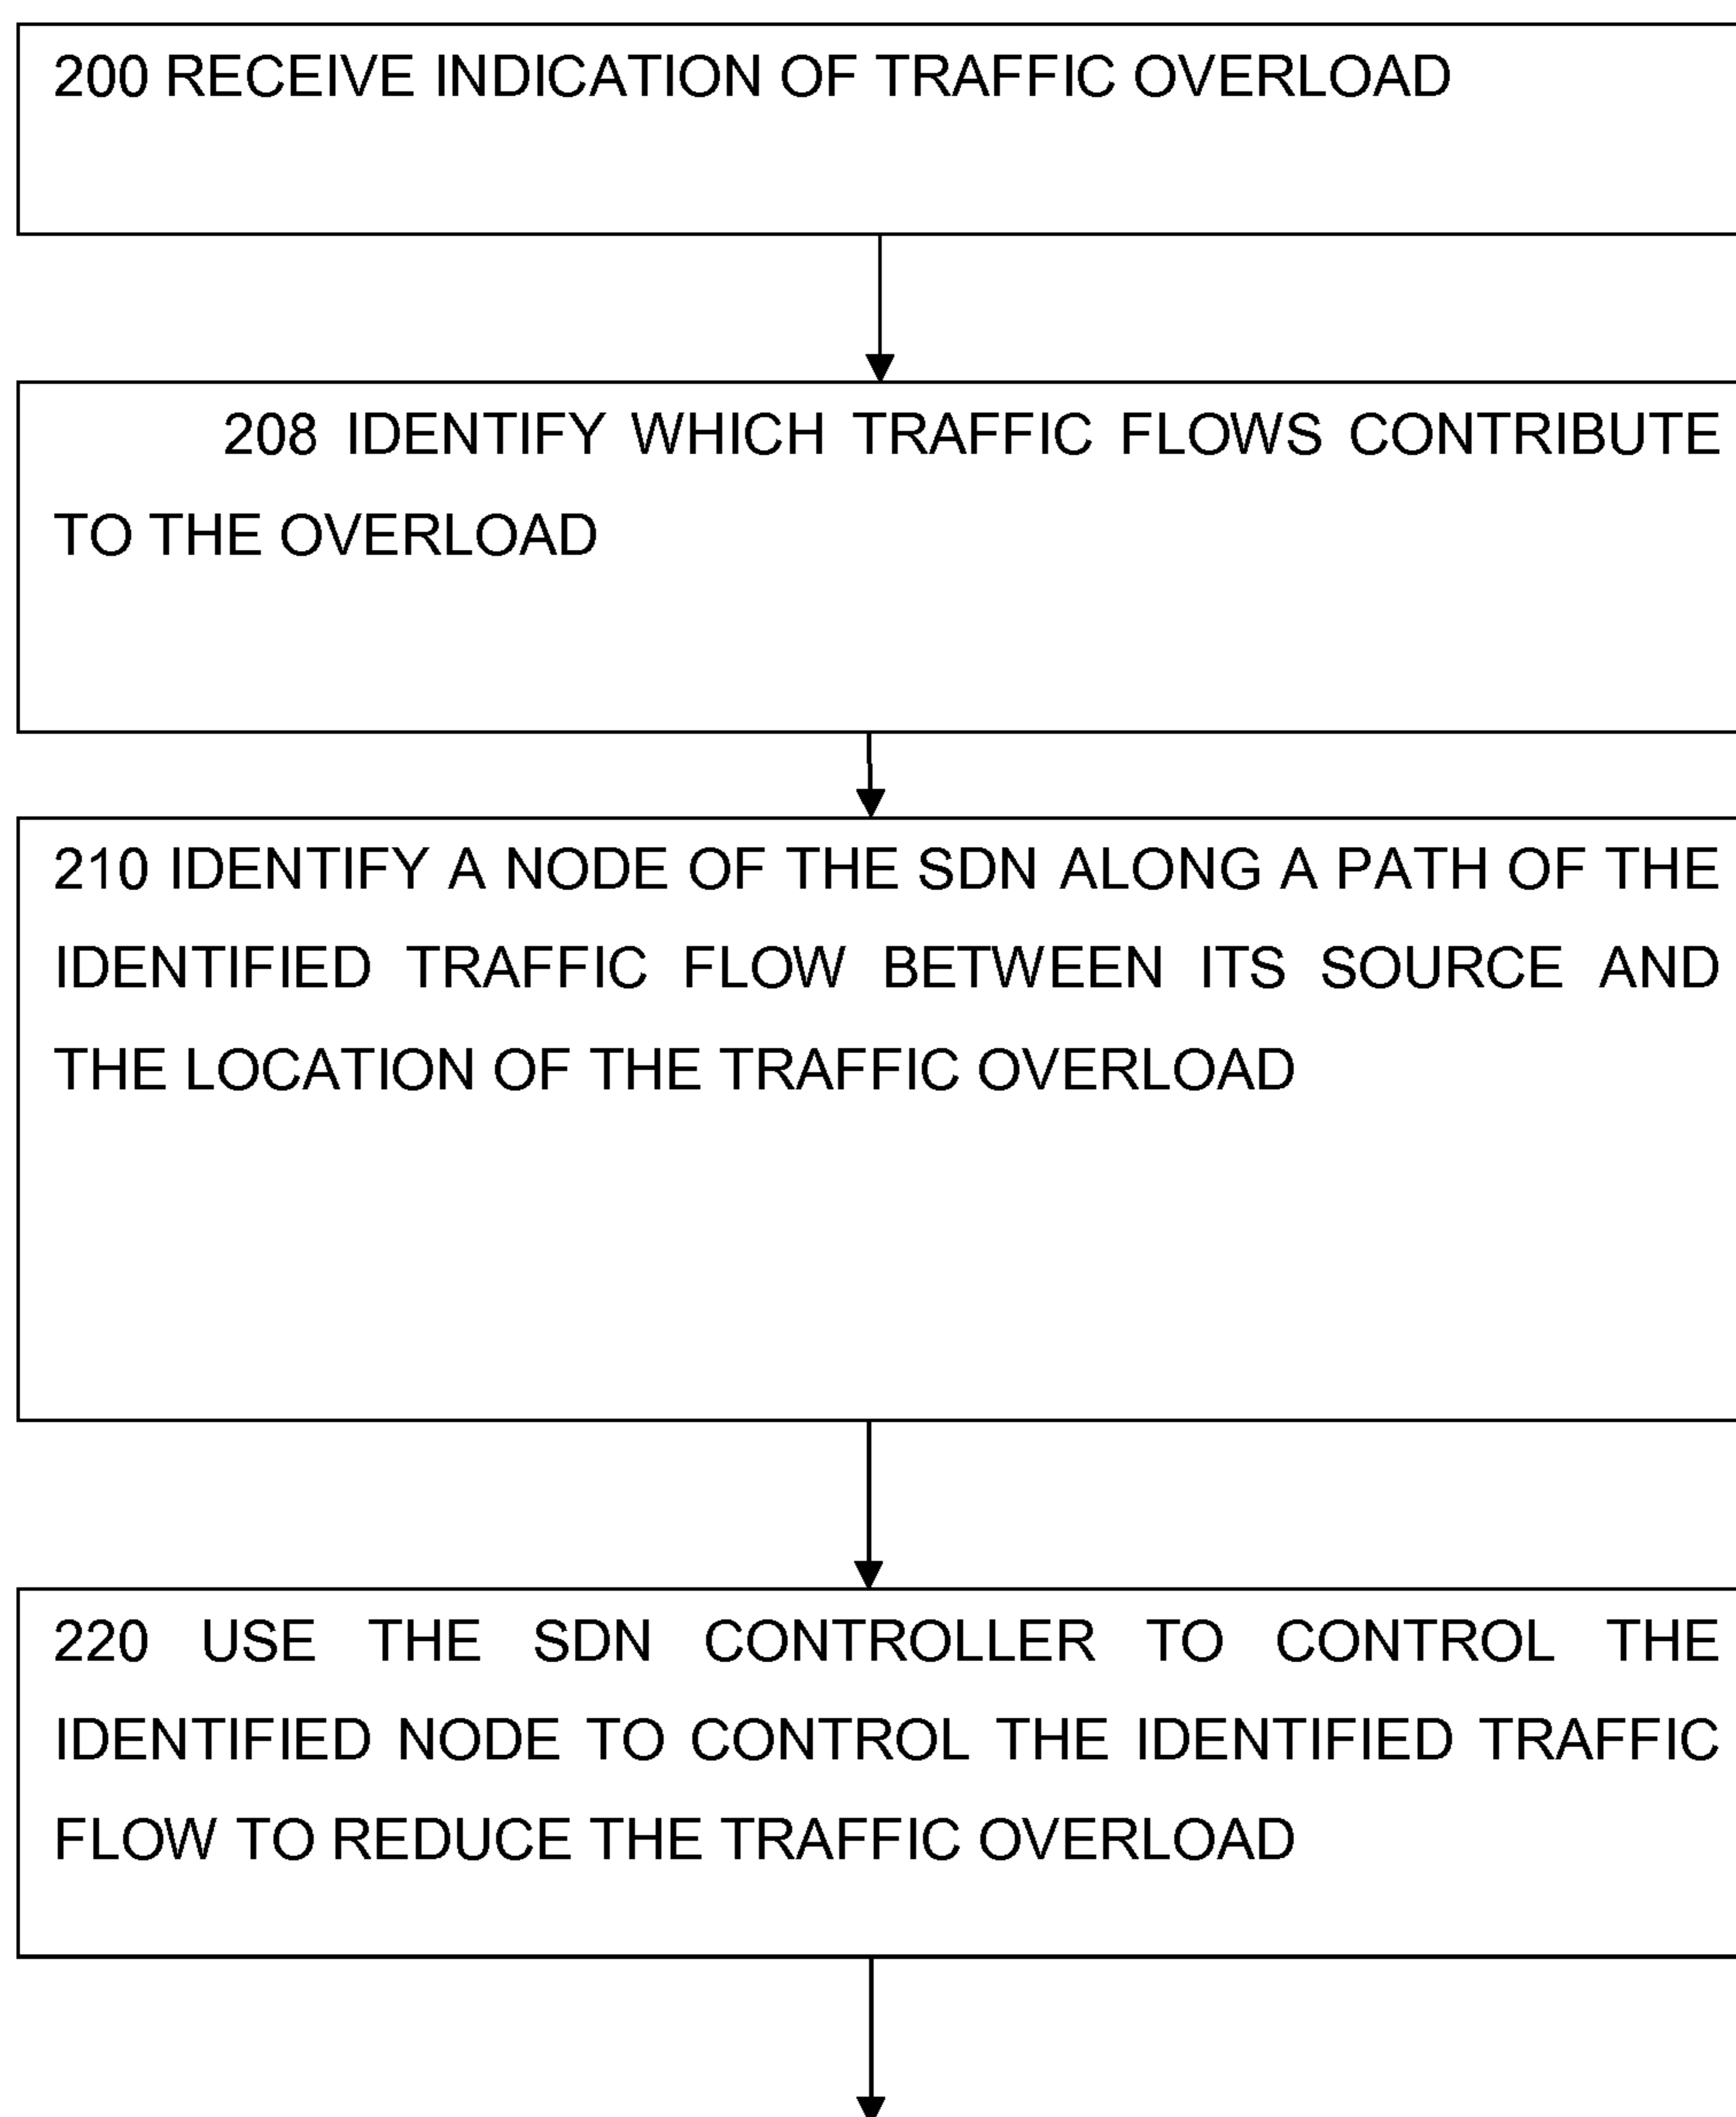 200 RECEIVE INDICATION OF TRAFFIC OVERLOAD
208 IDENTIFY WHICH TRAFFIC FLOWS CONTRIBUTE
TO THE OVERLOAD
210 IDENTIFY A NODE OF THE SDN ALONG A PATH OF THE
IDENTIFIED TRAFFIC FLOW BETWEEN ITS SOURCE AND
THE LOCATION OF THE TRAFFIC OVERLOAD
220 USE THE SDN CONTROLLER TO CONTROL THE
IDENTIFIED NODE TO CONTROL THE IDENTIFIED TRAFFIC
FLOW TO REDUCE THE TRAFFIC OVERLOAD